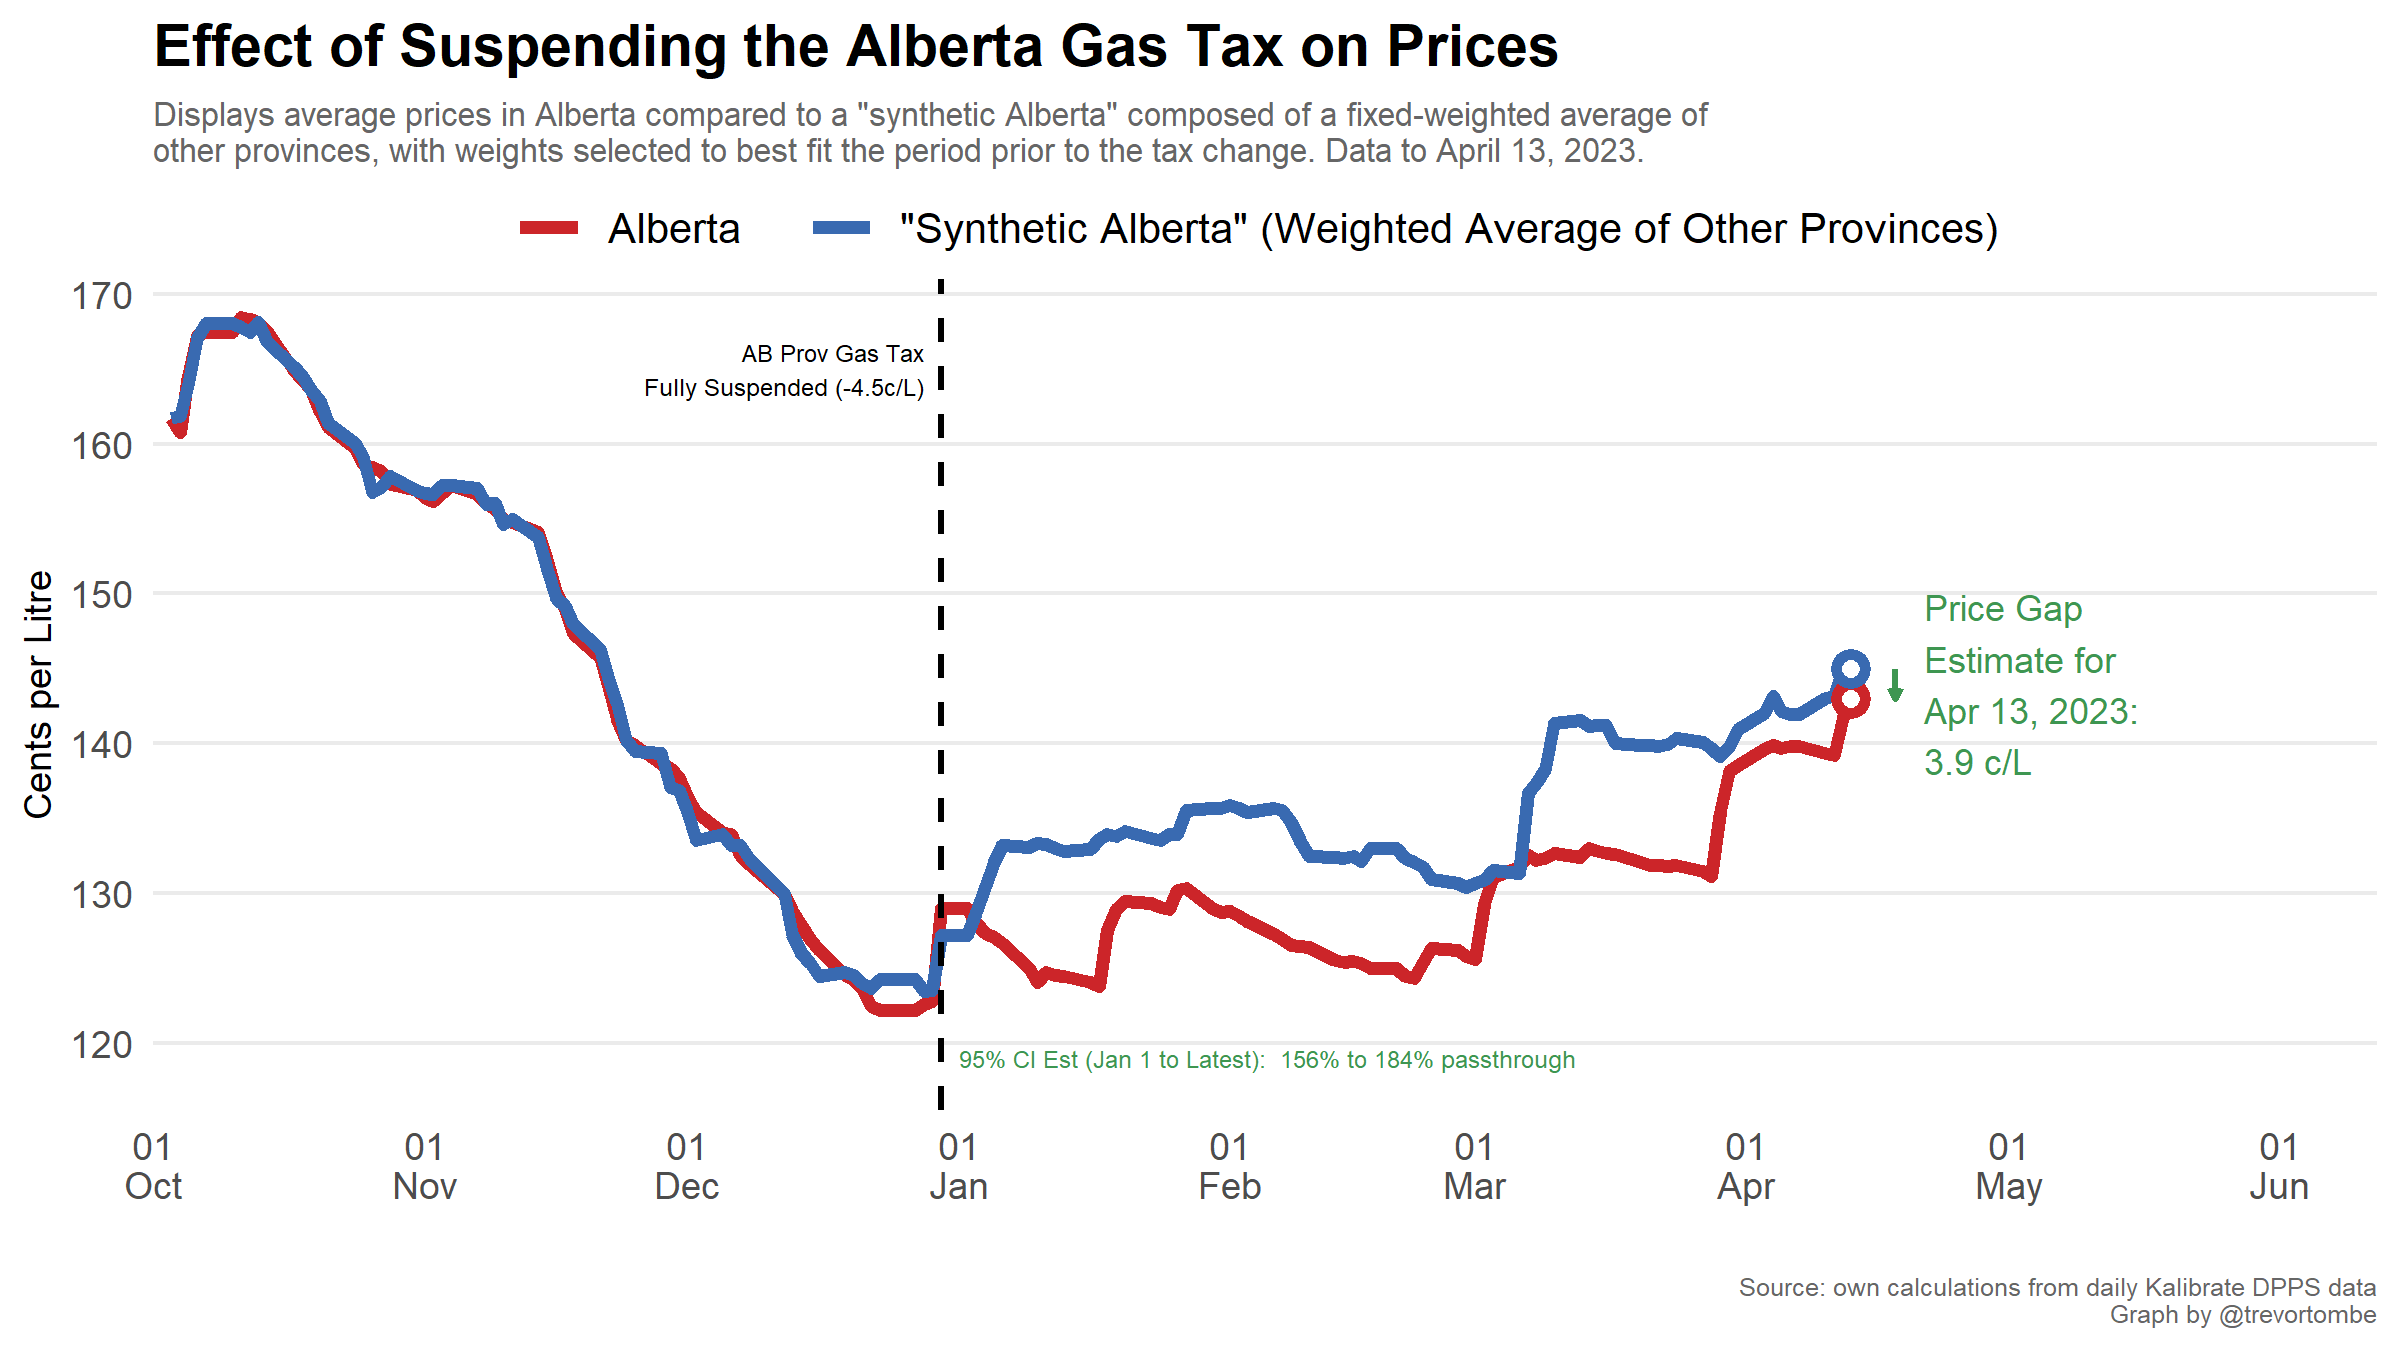 Effect of Suspending the Alberta Gas Tax on Prices
Displays average prices in Alberta compared to a "synthetic Alberta" composed of a fixed-weighted average of
other provinces, with weights selected to best fit the period prior to the tax change. Data to April 13, 2023.
Alberta
"Synthetic Alberta" (Weighted Average of Other Provinces)
170
160
150
140
130
120
Cents per Litre
AB Prov Gas Tax
Fully Suspended (-4.5c/L)
Price Gap
Estimate for
Apr 13, 2023:
3.9 c/L
95% CI Est (Jan 1 to Latest):  156% to 184% passthrough
01 01 01 01 01 01 01 01 01
Oct Nov Dec Jan Feb Mar Apr May Jun
Source: own calculations from daily Kalibrate DPPS data
Graph by @trevortombe